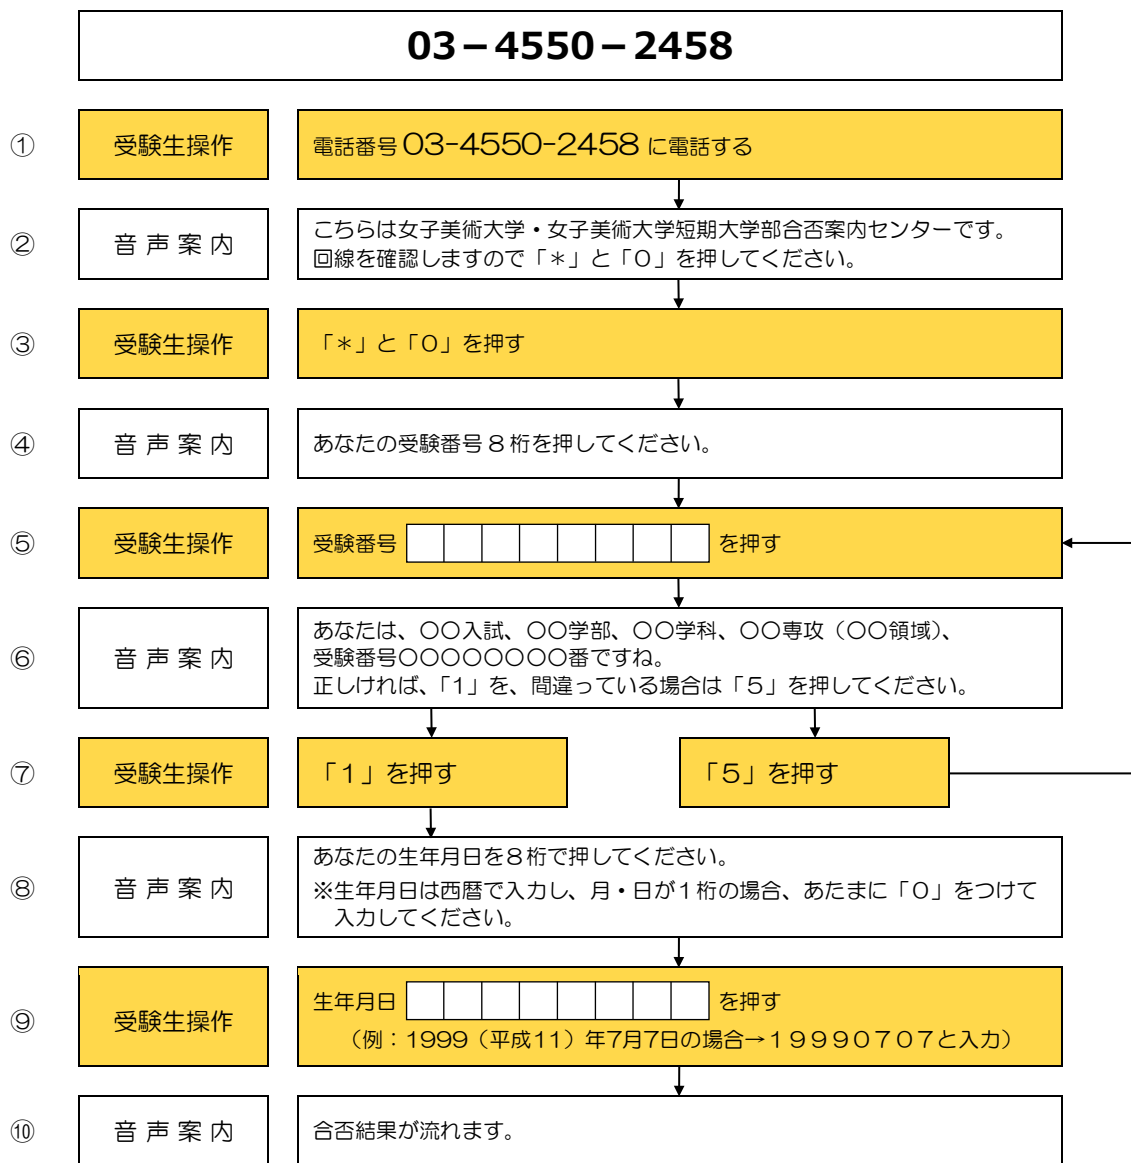 03－4550－2458
① 受験生操作 電話番号 03-4550-2458 に電話する
② 音 声 案 内 こちらは女子美術大学・女子美術大学短期大学部合否案内センターです。
回線を確認しますので「＊」と「０」を押してください。
③ 受験生操作 「＊」と「０」を押す
④ 音 声 案 内 あなたの受験番号８桁を押してください。
⑤ 受験生操作 受験番号 を押す
⑥ 音 声 案 内 あなたは、〇〇入試、〇〇学部、〇〇学科、〇〇専攻（〇〇領域）、
受験番号〇〇〇〇〇〇〇〇番ですね。
正しければ、「１」を、間違っている場合は「５」を押してください。
⑦ 受験生操作 「１」を押す 「５」を押す
⑧ 音 声 案 内 あなたの生年月日を８桁で押してください。
※生年月日は西暦で入力し、月・日が１桁の場合、あたまに「０」をつけて
入力してください。
⑨ 受験生操作 生年月日 を押す
（例：1999（平成11）年7月7日の場合→１９９９０７０７と入力）
⑩ 音 声 案 内 合否結果が流れます。